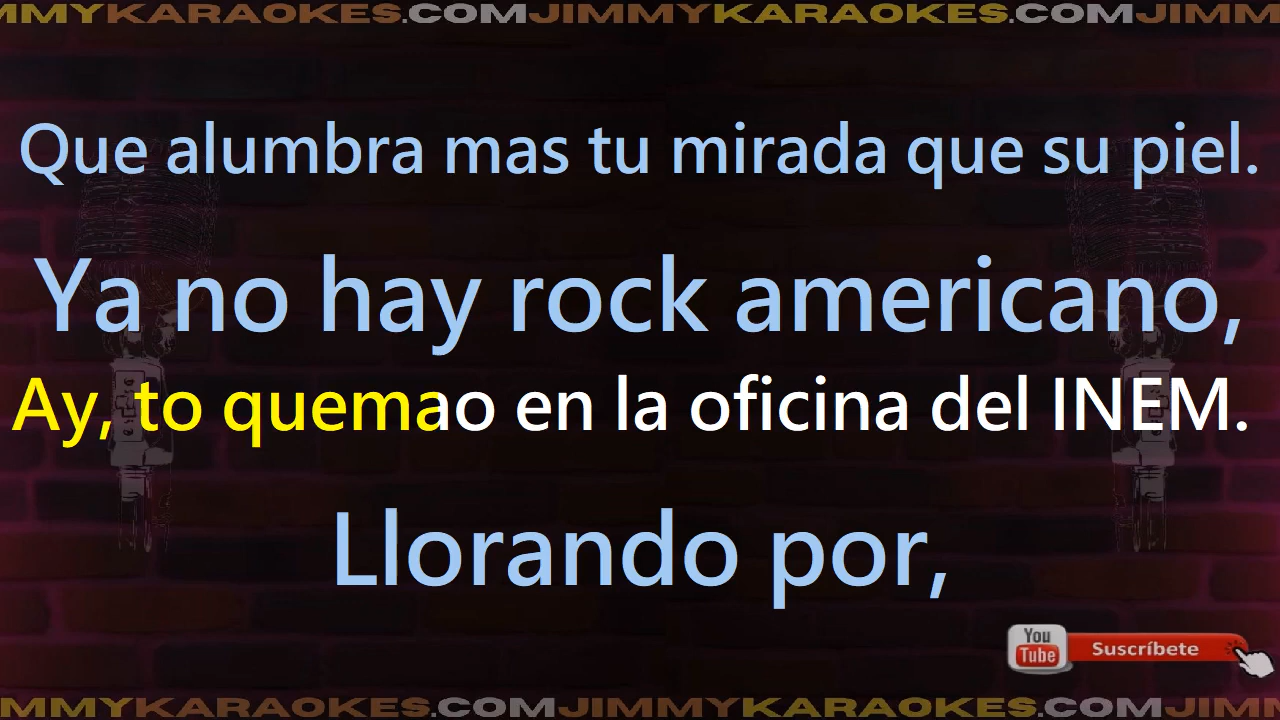 JIMMYKARAOKES.COMJIMMYKARAOKES.COMJIMM
Que alumbra mas tu mirada que su piel.
Ya no hay rock americano,
Ay, to quemao en la oficina del INEM.
Llorando por,
You
Tube
Suscríbete
MMYKARAOKES.COMJIMMYKARAOKES.COMJIMM